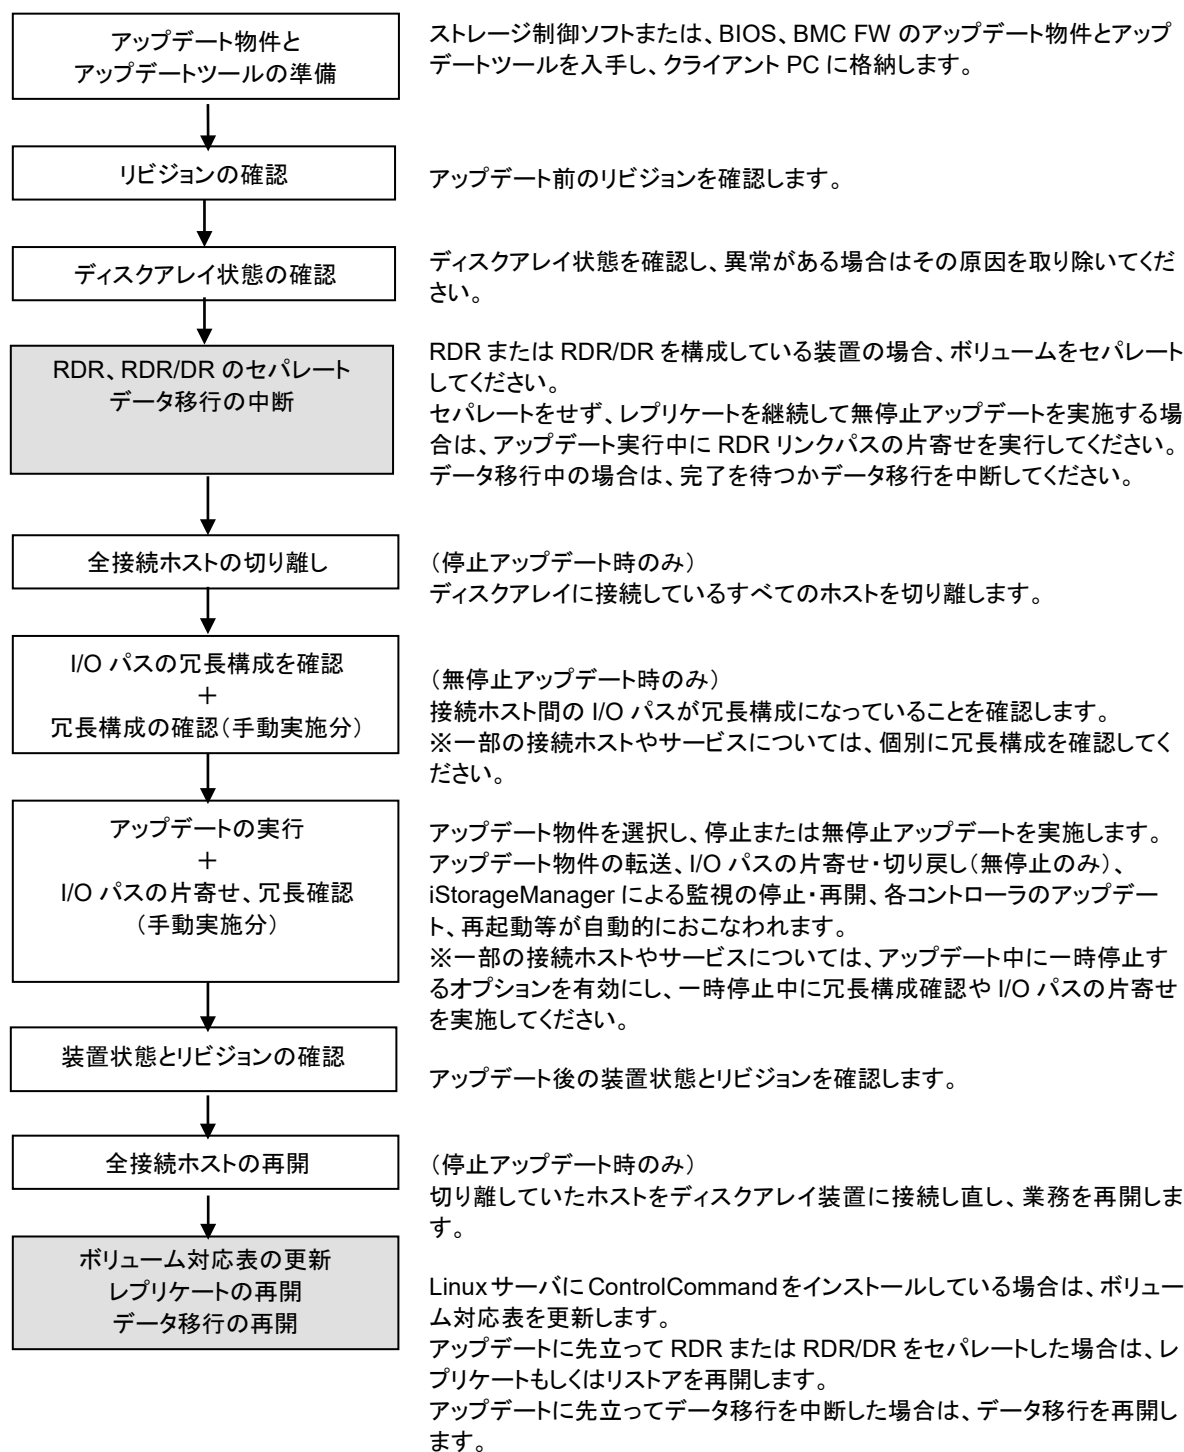 アップデート物件と
アップデートツールの準備
ストレージ制御ソフトまたは、BIOS、BMC FW のアップデート物件とアップ
デートツールを入手し、クライアント PC に格納します。
リビジョンの確認
アップデート前のリビジョンを確認します。
ディスクアレイ状態の確認
ディスクアレイ状態を確認し、異常がある場合はその原因を取り除いてくだ
さい。
RDR、RDR/DR のセパレート
データ移行の中断
RDR または RDR/DR を構成している装置の場合、ボリュームをセパレート
してください。
セパレートをせず、レプリケートを継続して無停止アップデートを実施する場
合は、アップデート実行中に RDR リンクパスの片寄せを実行してください。
データ移行中の場合は、完了を待つかデータ移行を中断してください。
全接続ホストの切り離し
（停止アップデート時のみ）
ディスクアレイに接続しているすべてのホストを切り離します。
I/O パスの冗長構成を確認
＋
冗長構成の確認（手動実施分）
（無停止アップデート時のみ）
接続ホスト間の I/O パスが冗長構成になっていることを確認します。
※一部の接続ホストやサービスについては、個別に冗長構成を確認してく
ださい。
アップデートの実行
＋
I/O パスの片寄せ、冗長確認
（手動実施分）
アップデート物件を選択し、停止または無停止アップデートを実施します。
アップデート物件の転送、I/O パスの片寄せ・切り戻し（無停止のみ）、
iStorageManager による監視の停止・再開、各コントローラのアップデー
ト、再起動等が自動的におこなわれます。
※一部の接続ホストやサービスについては、アップデート中に一時停止す
るオプションを有効にし、一時停止中に冗長構成確認や I/O パスの片寄せ
を実施してください。
装置状態とリビジョンの確認
アップデート後の装置状態とリビジョンを確認します。
全接続ホストの再開
（停止アップデート時のみ）
切り離していたホストをディスクアレイ装置に接続し直し、業務を再開しま
す。
ボリューム対応表の更新
レプリケートの再開
データ移行の再開
Linux サーバに ControlCommand をインストールしている場合は、ボリュー
ム対応表を更新します。
アップデートに先立って RDR または RDR/DR をセパレートした場合は、レ
プリケートもしくはリストアを再開します。
アップデートに先立ってデータ移行を中断した場合は、データ移行を再開し
ます。